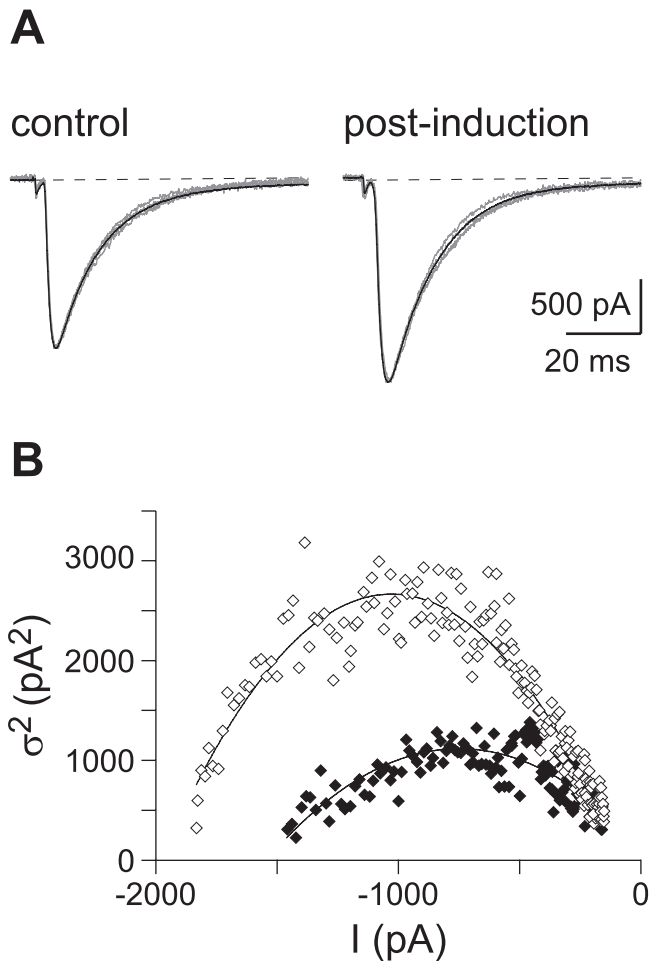 A
control post-induction
500 pA
20 ms
B
σ² (pA²)
3000
2000
1000
0
-2000 -1000 0
I (pA)